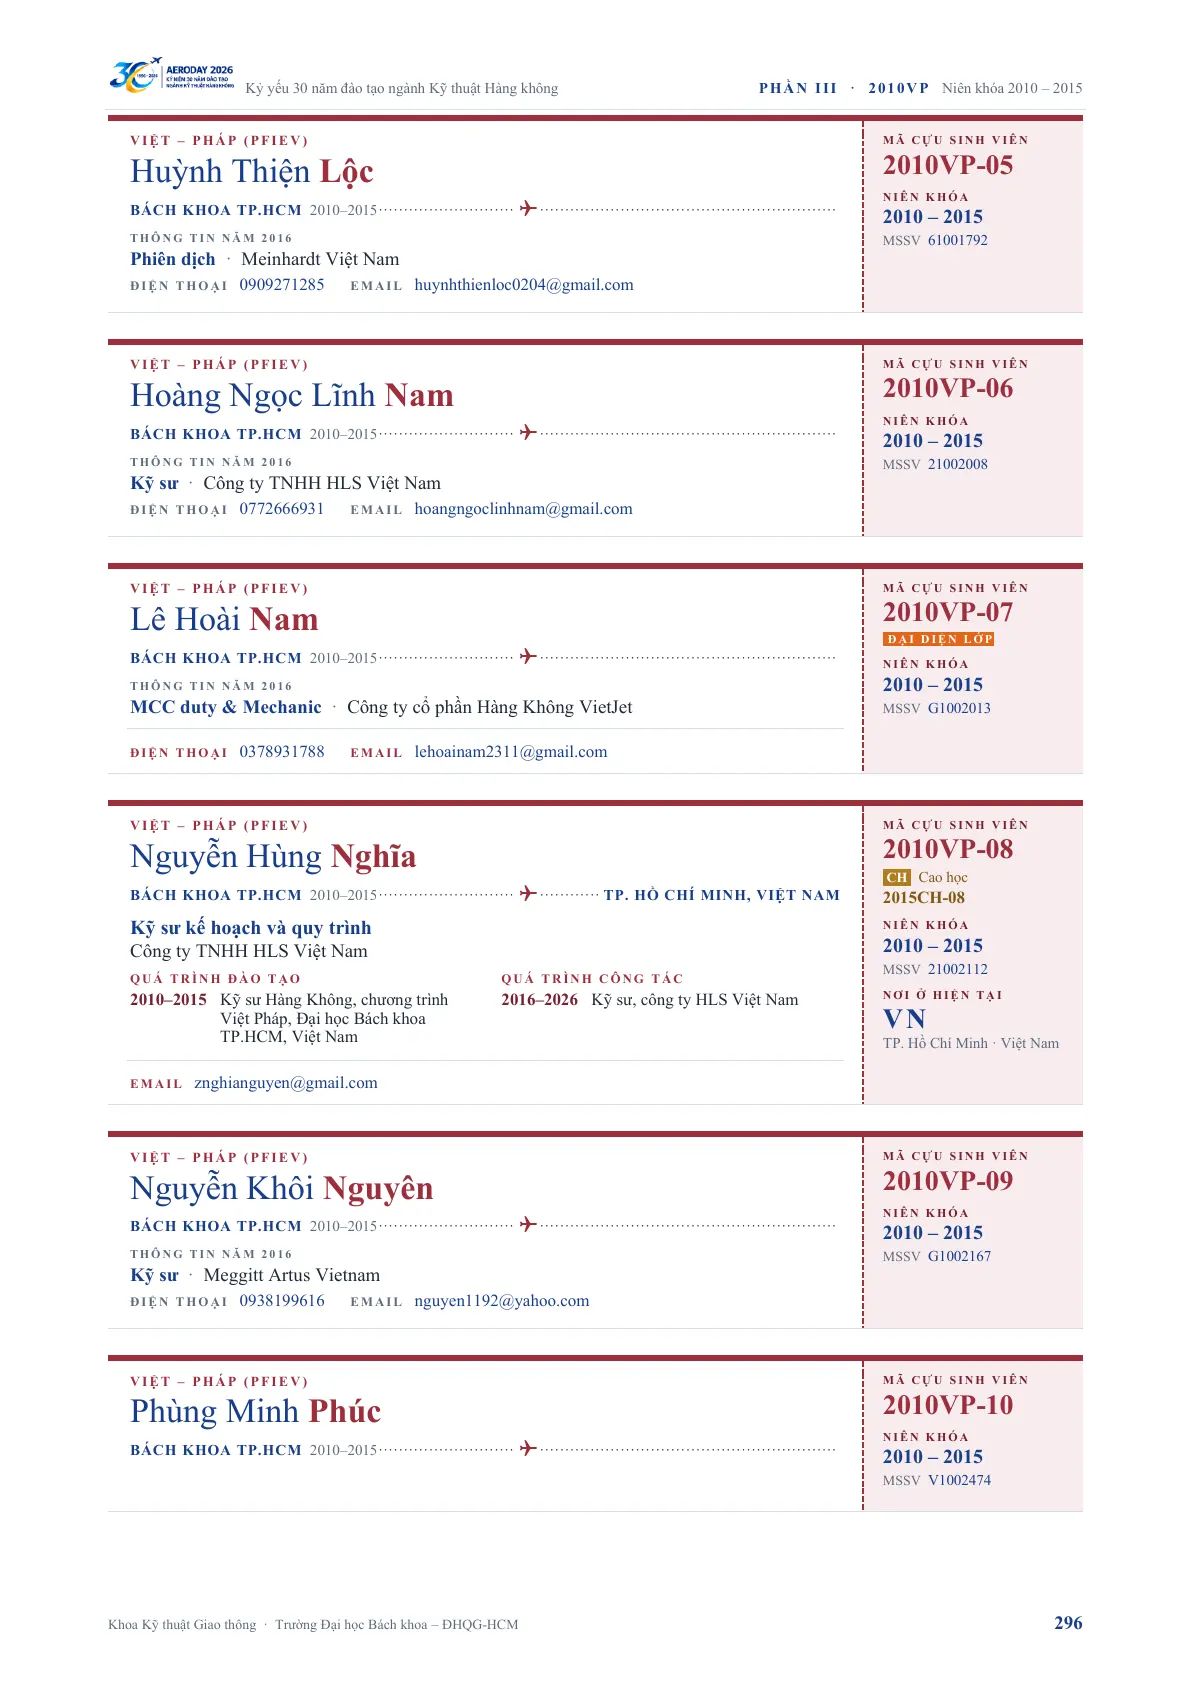 30 1996 - 2026 AERODAY 2026
KỶ NIỆM 30 NĂM ĐÀO TẠO
NGÀNH KỸ THUẬT HÀNG KHÔNG
Kỷ yếu 30 năm đào tạo ngành Kỹ thuật Hàng không
PHẦN III · 2010VP Niên khóa 2010 – 2015
VIỆT – PHÁP (PFIEV)
Huỳnh Thiện Lộc
BÁCH KHOA TP.HCM 2010–2015
THÔNG TIN NĂM 2016
Phiên dịch · Meinhardt Việt Nam
ĐIỆN THOẠI 0909271285 EMAIL huynhthienloc0204@gmail.com
MÃ CỰU SINH VIÊN
2010VP-05
NIÊN KHÓA
2010 – 2015
MSSV 61001792
VIỆT – PHÁP (PFIEV)
Hoàng Ngọc Lĩnh Nam
BÁCH KHOA TP.HCM 2010–2015
THÔNG TIN NĂM 2016
Kỹ sư · Công ty TNHH HLS Việt Nam
ĐIỆN THOẠI 0772666931 EMAIL hoangngoclinhnam@gmail.com
MÃ CỰU SINH VIÊN
2010VP-06
NIÊN KHÓA
2010 – 2015
MSSV 21002008
VIỆT – PHÁP (PFIEV)
Lê Hoài Nam
BÁCH KHOA TP.HCM 2010–2015
THÔNG TIN NĂM 2016
MCC duty & Mechanic · Công ty cổ phần Hàng Không VietJet
ĐIỆN THOẠI 0378931788 EMAIL lehoainam2311@gmail.com
MÃ CỰU SINH VIÊN
2010VP-07
ĐẠI DIỆN LỚP
NIÊN KHÓA
2010 – 2015
MSSV G1002013
VIỆT – PHÁP (PFIEV)
Nguyễn Hùng Nghĩa
BÁCH KHOA TP.HCM 2010–2015 TP. HỒ CHÍ MINH, VIỆT NAM
Kỹ sư kế hoạch và quy trình
Công ty TNHH HLS Việt Nam
QUÁ TRÌNH ĐÀO TẠO
2010–2015 Kỹ sư Hàng Không, chương trình
Việt Pháp, Đại học Bách khoa
TP.HCM, Việt Nam
QUÁ TRÌNH CÔNG TÁC
2016–2026 Kỹ sư, công ty HLS Việt Nam
EMAIL znghianguyen@gmail.com
MÃ CỰU SINH VIÊN
2010VP-08
CH Cao học
2015CH-08
NIÊN KHÓA
2010 – 2015
MSSV 21002112
NƠI Ở HIỆN TẠI
VN
TP. Hồ Chí Minh · Việt Nam
VIỆT – PHÁP (PFIEV)
Nguyễn Khôi Nguyên
BÁCH KHOA TP.HCM 2010–2015
THÔNG TIN NĂM 2016
Kỹ sư · Meggitt Artus Vietnam
ĐIỆN THOẠI 0938199616 EMAIL nguyen1192@yahoo.com
MÃ CỰU SINH VIÊN
2010VP-09
NIÊN KHÓA
2010 – 2015
MSSV G1002167
VIỆT – PHÁP (PFIEV)
Phùng Minh Phúc
BÁCH KHOA TP.HCM 2010–2015
MÃ CỰU SINH VIÊN
2010VP-10
NIÊN KHÓA
2010 – 2015
MSSV V1002474
Khoa Kỹ thuật Giao thông · Trường Đại học Bách khoa – ĐHQG-HCM
296